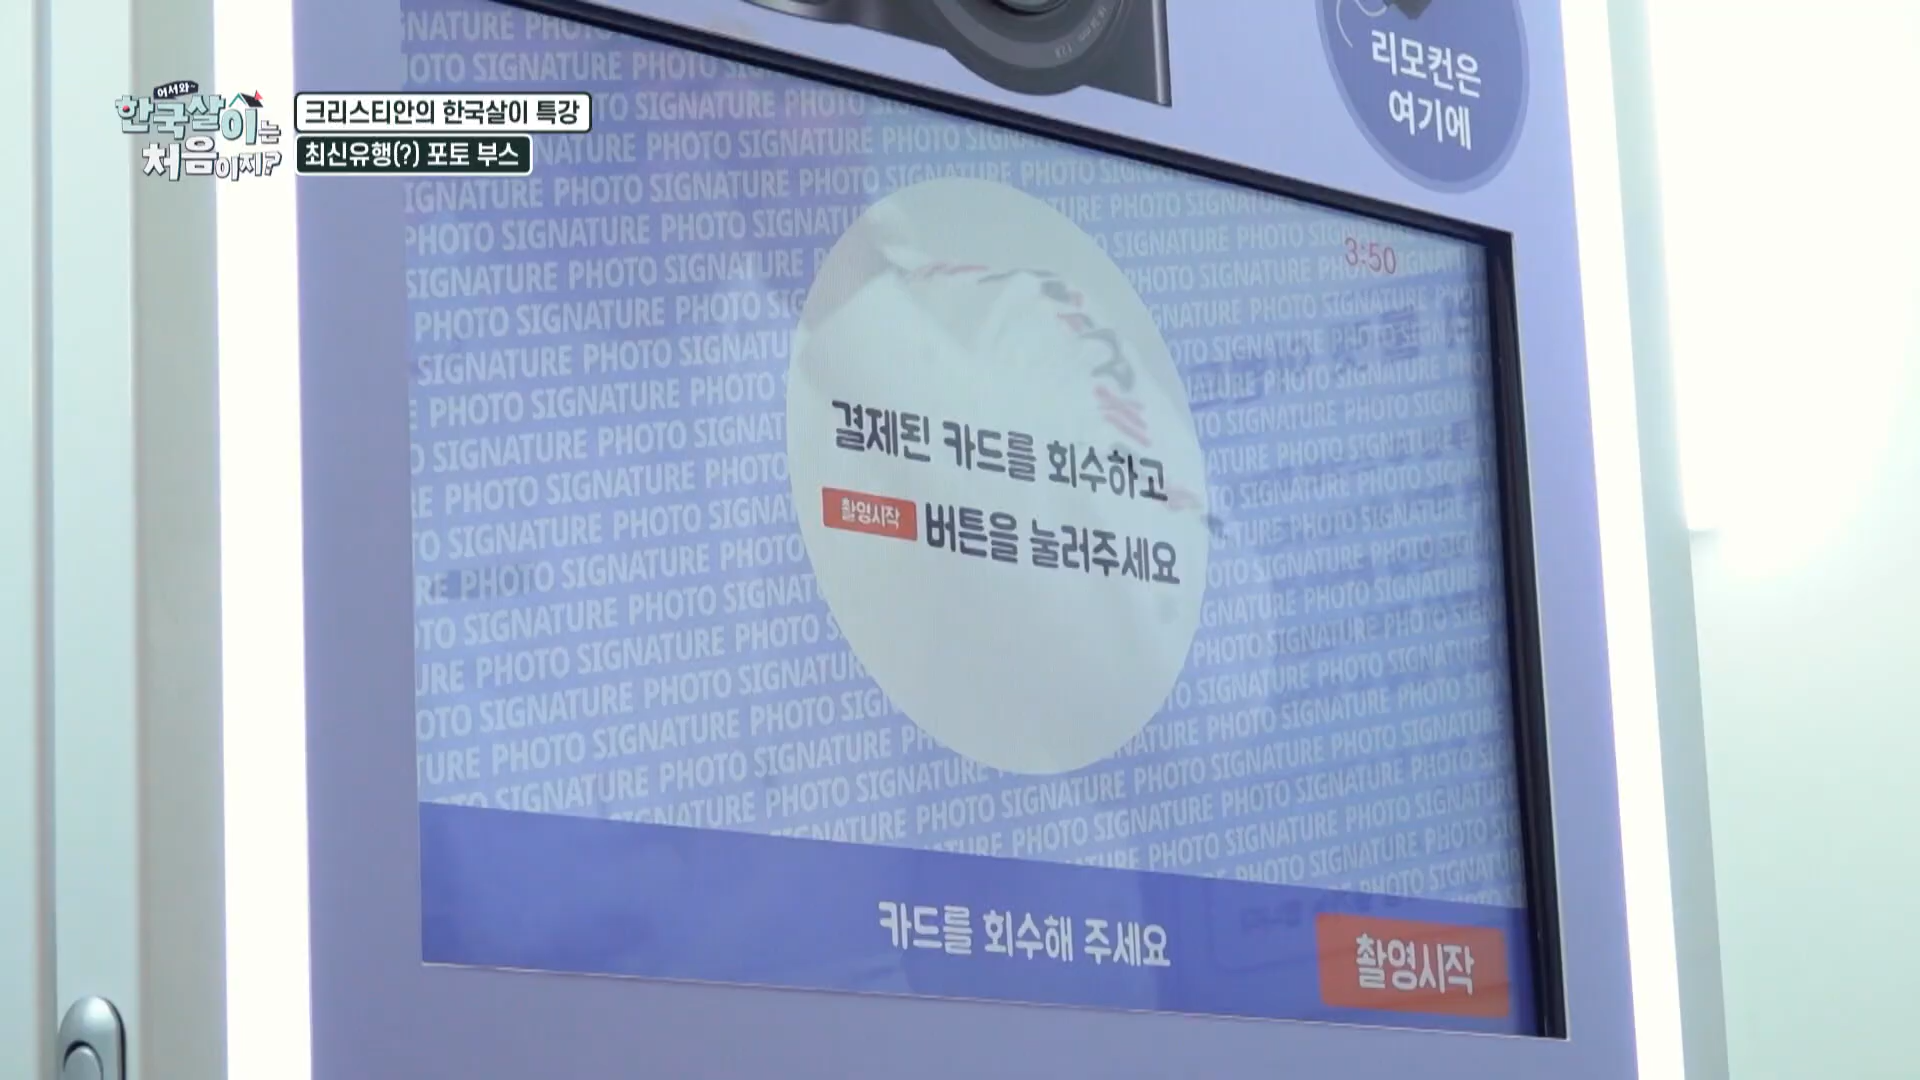 어서와~
한국살이는
처음이지?
크리스티안의 한국살이 특강
최신유행(?) 포토 부스
리모컨은
여기에
3:50
결제된 카드를 회수하고
촬영시작 버튼을 눌러주세요
카드를 회수해 주세요
촬영시작
PHOTO SIGNATURE PHOTO SIGNATURE
SIGNATURE PHOTO SIGNATURE PHOTO